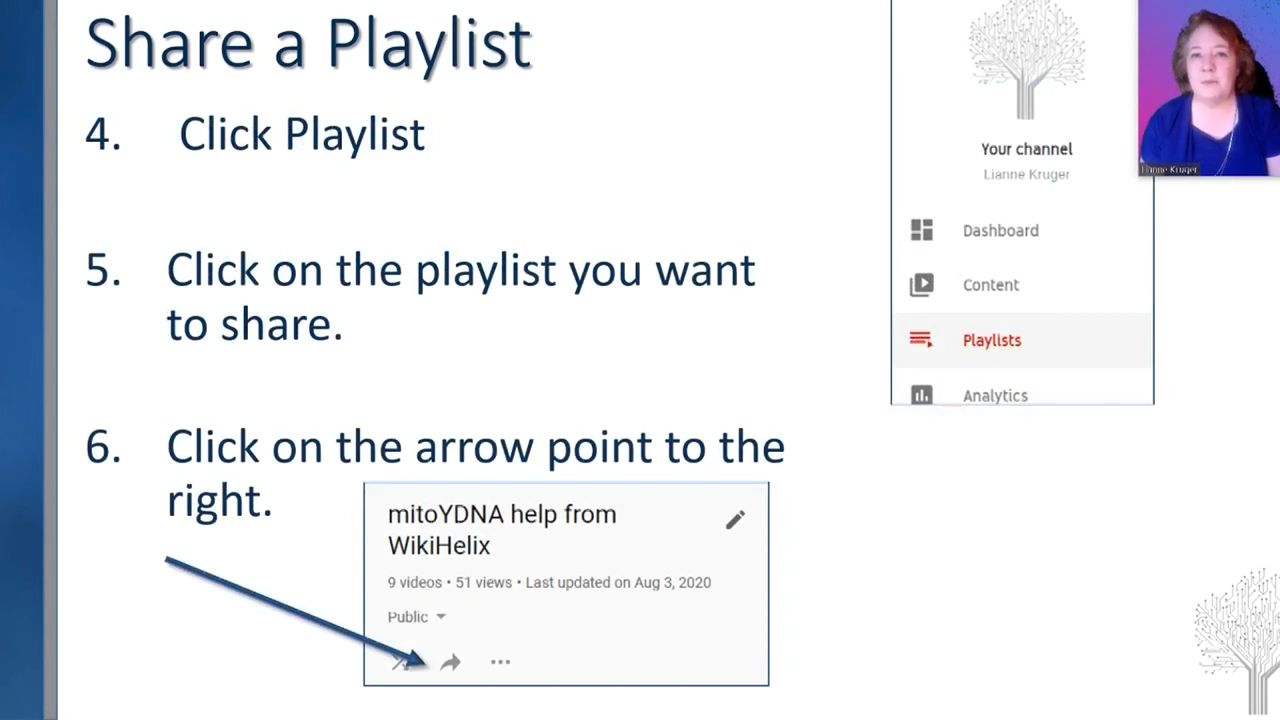 Share a Playlist
4. Click Playlist
5. Click on the playlist you want
to share.
6. Click on the arrow point to the
right.
mitoYDNA help from
WikiHelix
9 videos • 51 views • Last updated on Aug 3, 2020
Public
Your channel
Lianne Kruger
Dashboard
Content
Playlists
Analytics
Lianne Kruger